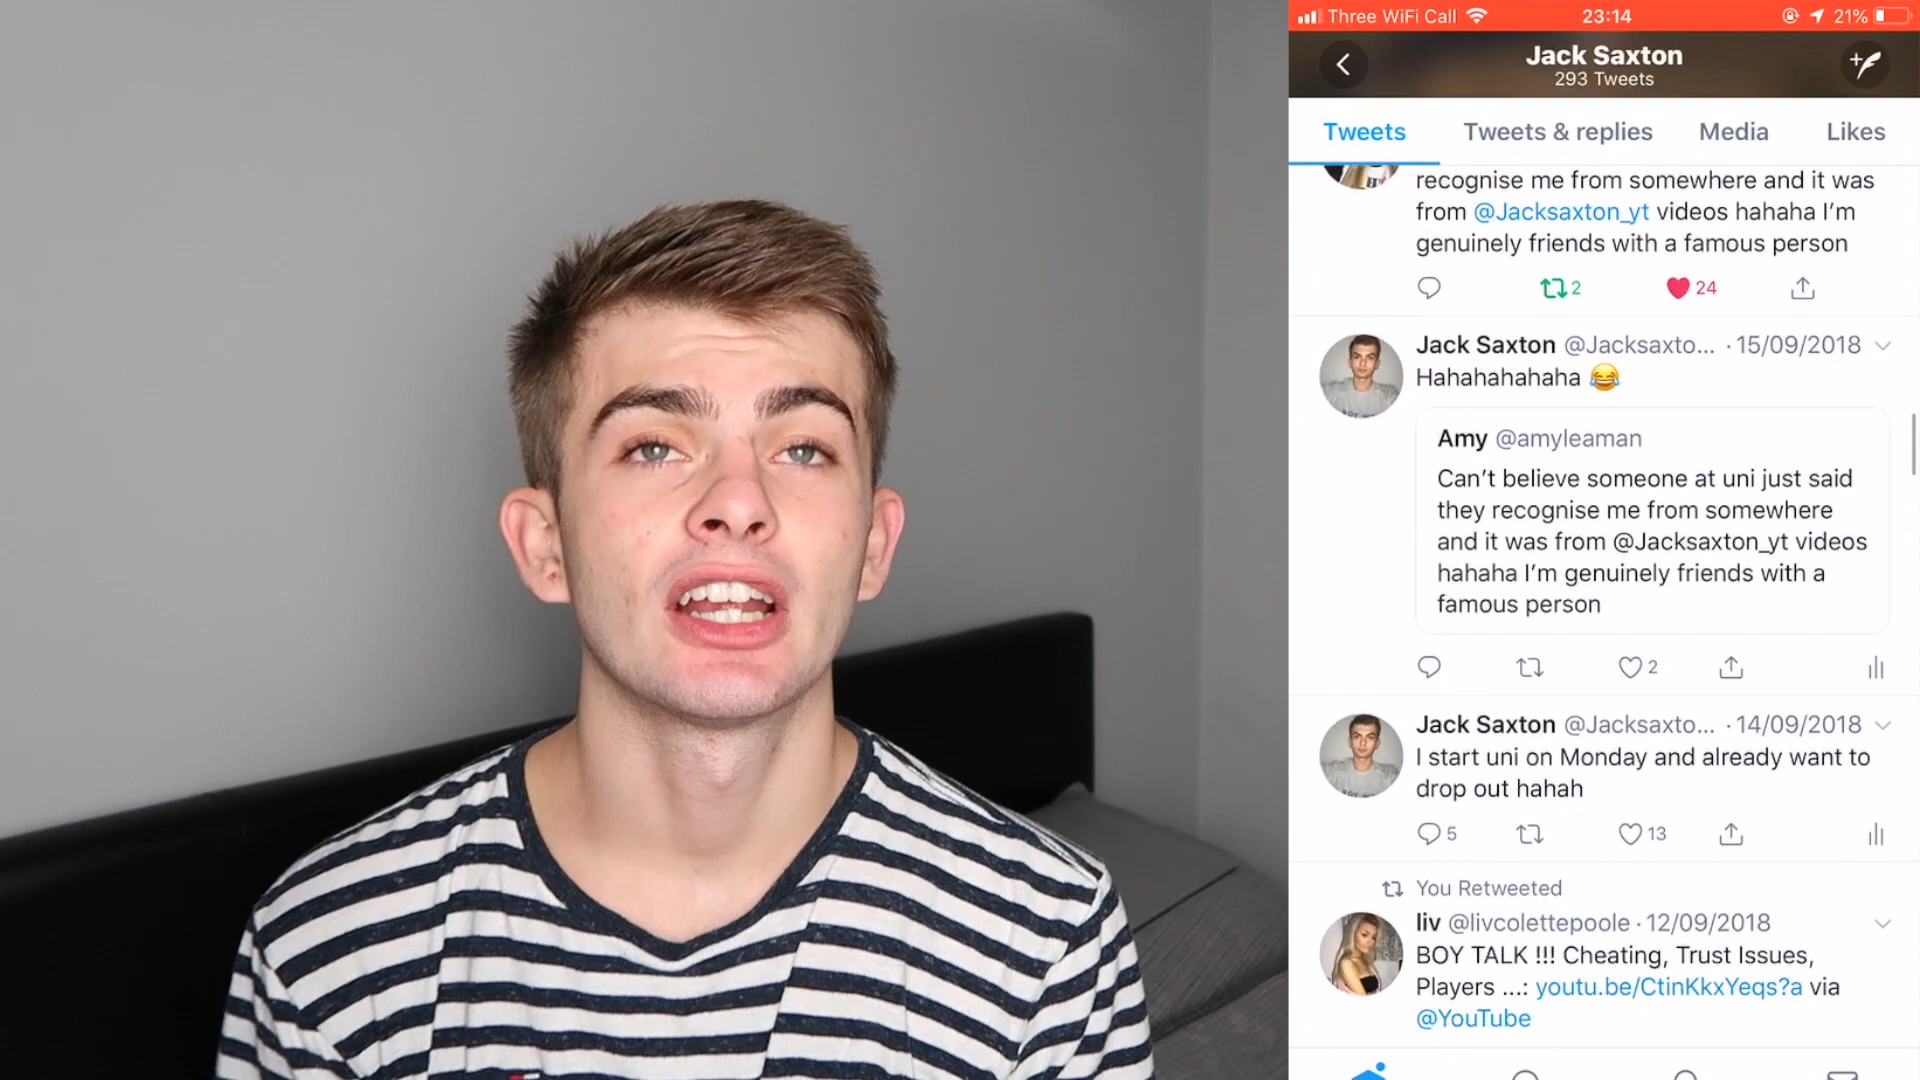 Three WiFi Call 23:14 21%
Jack Saxton
293 Tweets
Tweets Tweets & replies Media Likes
recognise me from somewhere and it was
from @Jacksaxton_yt videos hahaha I’m
genuinely friends with a famous person
2 24
Jack Saxton @Jacksaxto... · 15/09/2018
Hahahahahaha 😂
Amy @amyleaman
Can’t believe someone at uni just said
they recognise me from somewhere
and it was from @Jacksaxton_yt videos
hahaha I’m genuinely friends with a
famous person
2
Jack Saxton @Jacksaxto... · 14/09/2018
I start uni on Monday and already want to
drop out hahah
5 13
You Retweeted
liv @livcolettepoole · 12/09/2018
BOY TALK !!! Cheating, Trust Issues,
Players ...: youtu.be/CtinKkxYeqs?a via
@YouTube